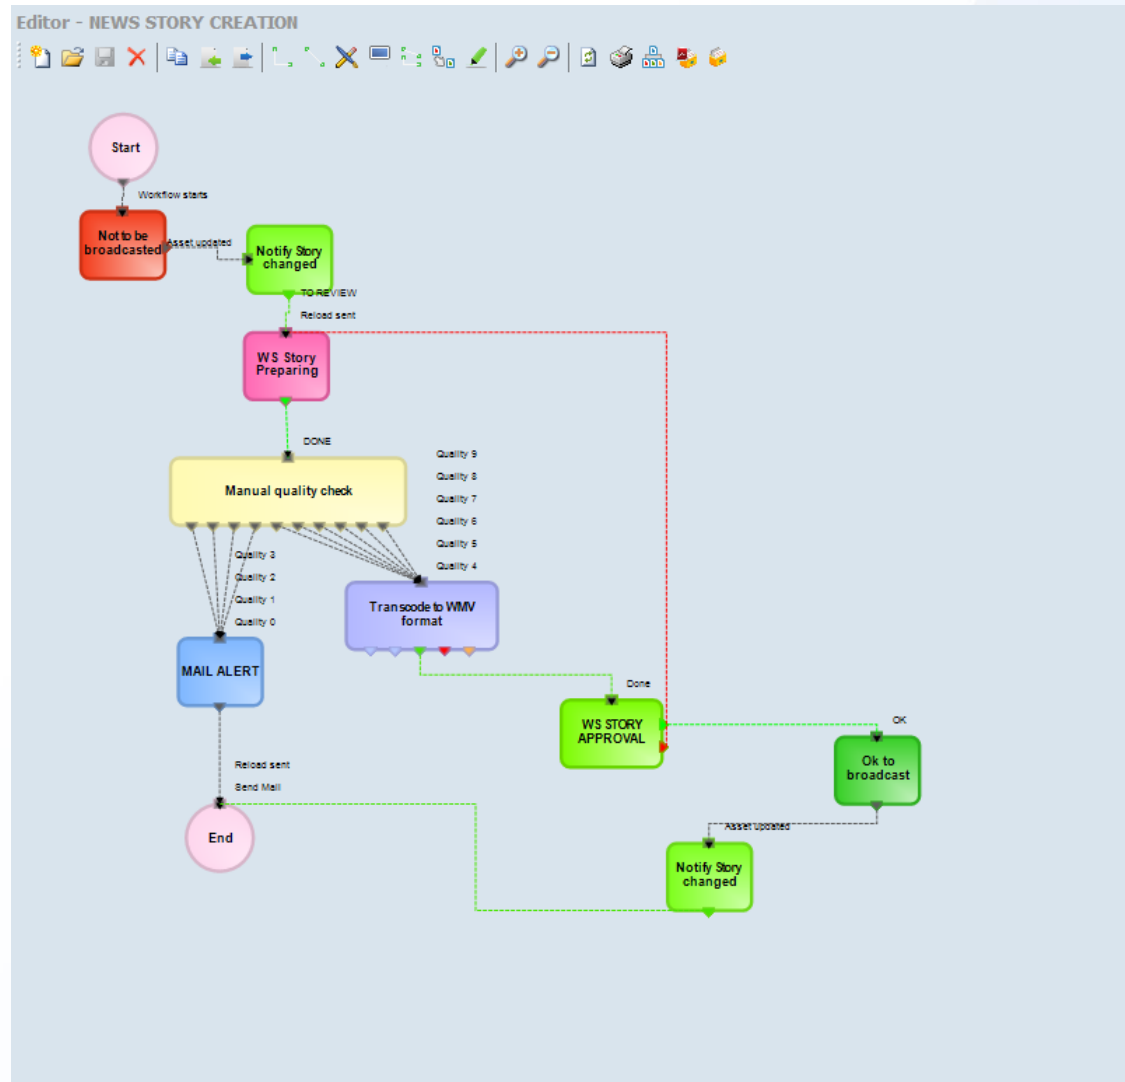 Editor - NEWS STORY CREATION
Start
Workflow starts
Not to be
broadcasted
Asset updated
Notify Story
changed
TO REVIEW
Reload sent
WS Story
Preparing
DONE
Manual quality check
Quality 9
Quality 8
Quality 7
Quality 6
Quality 5
Quality 4
Quality 3
Quality 2
Quality 1
Quality 0
Transcode to WMV
format
MAIL ALERT
Done
WS STORY
APPROVAL
OK
Ok to
broadcast
Reload sent
Send Mail
End
Asset updated
Notify Story
changed